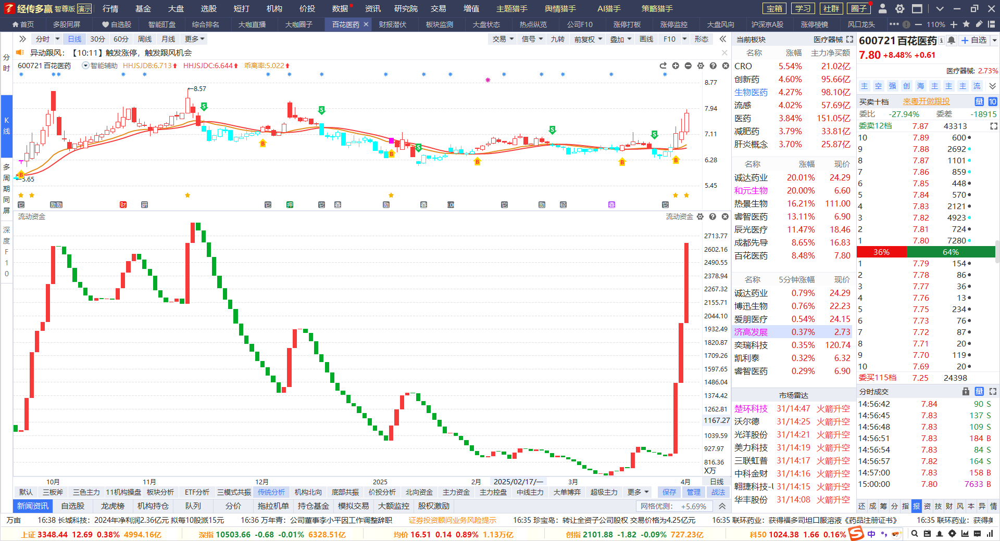 经传多赢 智尊版 演示 行情 基金 大盘 选股 短打 机构 价投 数据 资讯 研究院 交易 增值 主题猎手 舆情猎手 AI猎手 策略猎手 宝箱 学习 社群 圈子
首页 多股同屏 自选股 智能盯盘 综合排名 大咖直播 大咖圈子 百花医药 财报潜伏 板块监测 大盘状态 热点纵览 公司F10 涨停打板 涨停监控 大盘风向 沪深京A股 涨停棱镜 风口龙头 110%
分时 日线 30分 60分 周线 月线 更多 交易 信号 九转 前复权 叠加 画线 F10 形态
异动跟风：【10:11】触发涨停，触发跟风机会
600721 百花医药 智能辅助 HHJSJDB:6.713 HHJSJDC:6.644 乖离率:5.022
分时
K线
多周期同屏
深度F10
8.77
7.94
7.11
6.28
5.45
8.57
5.65
S S S S S
B B B B B B
它 励 励 财 研 它 押 它 榜 励 它 励 经 它
流动资金 流动资金
2713.77
2602.16
2490.55
2378.94
2267.32
2155.71
2044.10
1932.49
1820.87
1709.26
1597.65
1486.04
1374.42
1262.81
1167.27
1039.59
927.97
816.36
X万
10月 11月 12月 2025 2月 2025/02/17/一 3月 4月 日线
默认 三板斧 三色主力 11机构操盘 板块分析 ETF分析 三模式共振 传统分析 机构北向 底部共振 价投分析 北向资金 主力资金 主力控盘 中线主力 大单博弈 超级主力 更多 保存 管理 战法
新闻资讯 自选股 龙虎榜 机构持仓 队列 分价 拖拉机单 持仓基金 模拟交易 大额监控 股权激励 网格优测： +5.69%
当前板块 医疗器械
名称 涨幅 主力净买额
CRO 5.54% 21.02亿
创新药 4.60% 95.66亿
生物医药 4.27% 98.10亿
流感 4.02% 57.69亿
医药 3.84% 151.05亿
减肥药 3.79% 33.81亿
肝炎概念 3.70% 25.87亿
名称 涨幅 现价
诚达药业 20.01% 24.29
和元生物 20.00% 6.60
热景生物 16.21% 111.00
睿智医药 13.11% 6.90
辰光医疗 11.47% 18.46
成都先导 8.65% 16.83
百花医药 8.48% 7.80
名称 5分钟涨幅 现价
诚达药业 0.79% 24.29
博迅生物 0.76% 22.23
爱朋医疗 0.54% 24.15
济高发展 0.37% 2.73
奕瑞科技 0.35% 120.74
凯利泰 0.32% 6.32
睿智医药 0.29% 6.90
市场雷达
楚环科技 31/14:47 火箭升空
沃尔德 31/14:25 火箭升空
光洋股份 31/14:21 火箭升空
美力科技 31/14:19 火箭升空
三联虹普 31/14:17 火箭升空
中科金财 31/14:16 火箭升空
翱捷科技-U 31/14:15 火箭升空
华丰股份 31/14:08 火箭升空
600721 百花医药 自选
7.80 +8.48% +0.61
医疗器械: 2.73%
主 空 强 创 海 主 主 主 流
买卖十档 来粤开做跟投 量 10
委比 -27.94% 委差 -18915
委卖12档 7.87 43313
10 7.89 600
9 7.88 2692
8 7.87 1101
7 7.86 859
6 7.85 448
5 7.84 570
4 7.83 2121
3 7.82 4923
2 7.81 724
1 7.80 7280
36% 64%
1 7.79 154
2 7.78 86
3 7.77 36
4 7.76 13
5 7.75 234
6 7.73 76
7 7.72 87
8 7.71 20
9 7.70 119
10 7.69 20
委买115档 7.25 24398
分时成交 量
14:56:42 7.84 90 S
14:56:45 7.83 137 S
14:56:48 7.83 109 S
14:56:51 7.83 184 B
14:56:54 7.83 84 S
14:56:57 7.82 164 S
14:57:00 7.83 158 B
15:00:00 7.80 7633 B
还 成 筹 分 指 报 资 技 财 风 本 异 情
万亩 16:38 长城科技：2024年净利润2.36亿元 拟每10股派15元 16:36 万年青：公司董事李小平因工作调整辞职 证券投资顾问业务风险提示 16:35 珍宝岛：转让全资子公司股权 交易价格为4.25亿元 16:35 联环药业：获得福多司坦口服溶液《药品注册证书》 16:35 联环药业：获得
上证 3348.44 12.69 0.38% 4994.16亿 深指 10503.66 -0.68 -0.01% 6328.51亿 均价 16.51 0.14 0.89% 1.13万亿 创指 2101.88 -1.82 -0.09% 727.23亿 科50 1024.38 1.66 0.16% 中